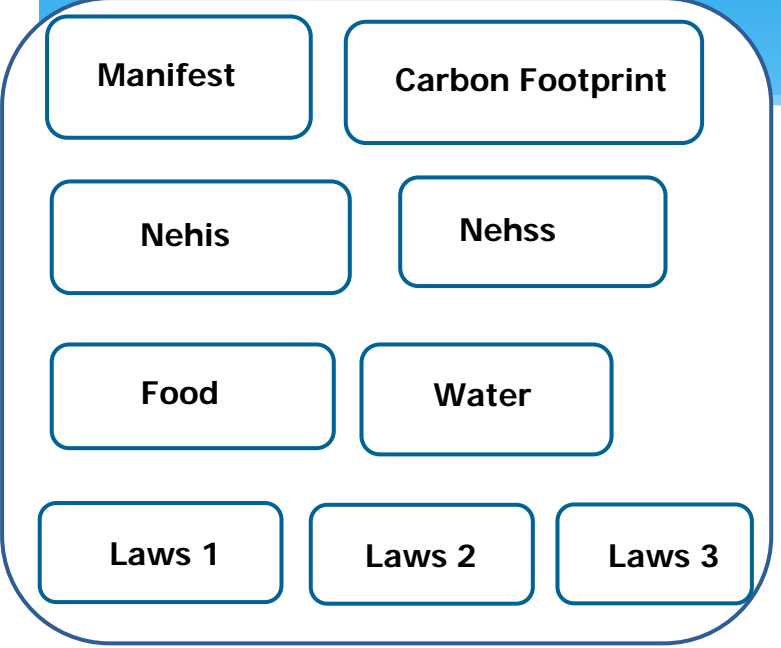 Manifest
Carbon Footprint
Nehis
Nehss
Food
Water
Laws 1
Laws 2
Laws 3